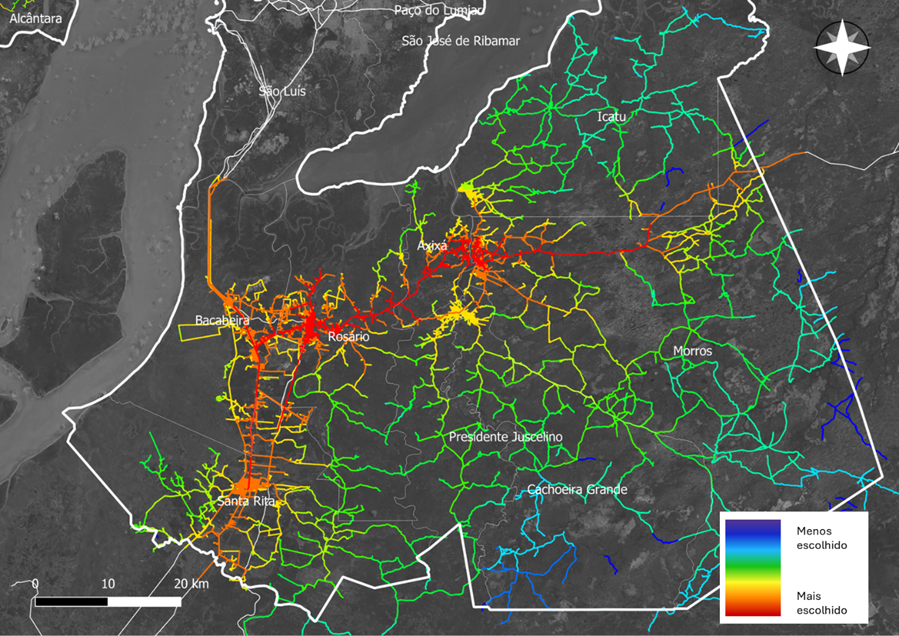 Alcântara
Paço do Lumiar
São José de Ribamar
São Luís
Icatu
Axixá
Bacabeira
Rosário
Morros
Presidente Juscelino
Cachoeira Grande
Santa Rita
Menos
escolhido
Mais
escolhido
0 10 20 km